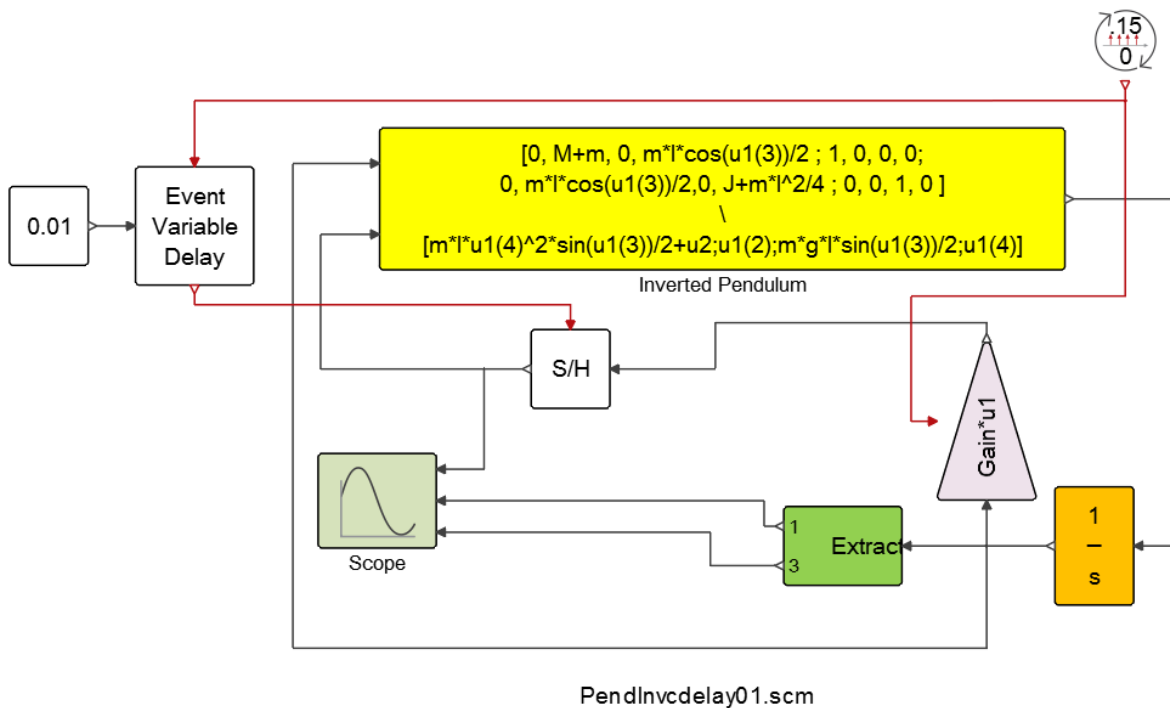 .15
0
[0, M+m, 0, m*l*cos(u1(3))/2 ; 1, 0, 0, 0;
0, m*l*cos(u1(3))/2,0, J+m*l^2/4 ; 0, 0, 1, 0 ]
\
[m*l*u1(4)^2*sin(u1(3))/2+u2;u1(2);m*g*l*sin(u1(3))/2;u1(4)]
Inverted Pendulum
0.01
Event
Variable
Delay
S/H
Gain*u1
Scope
1
3
Extract
1
s
PendInvcdelay01.scm